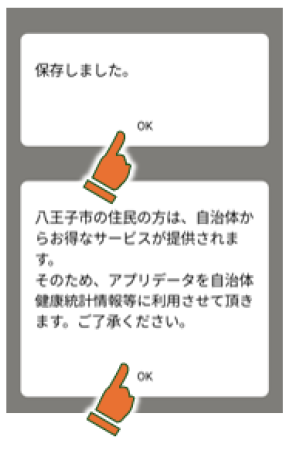 保存しました。
OK
八王子市の住民の方は、自治体か
らお得なサービスが提供されま
す。
そのため、アプリデータを自治体
健康統計情報等に利用させて頂き
ます。ご了承ください。
OK